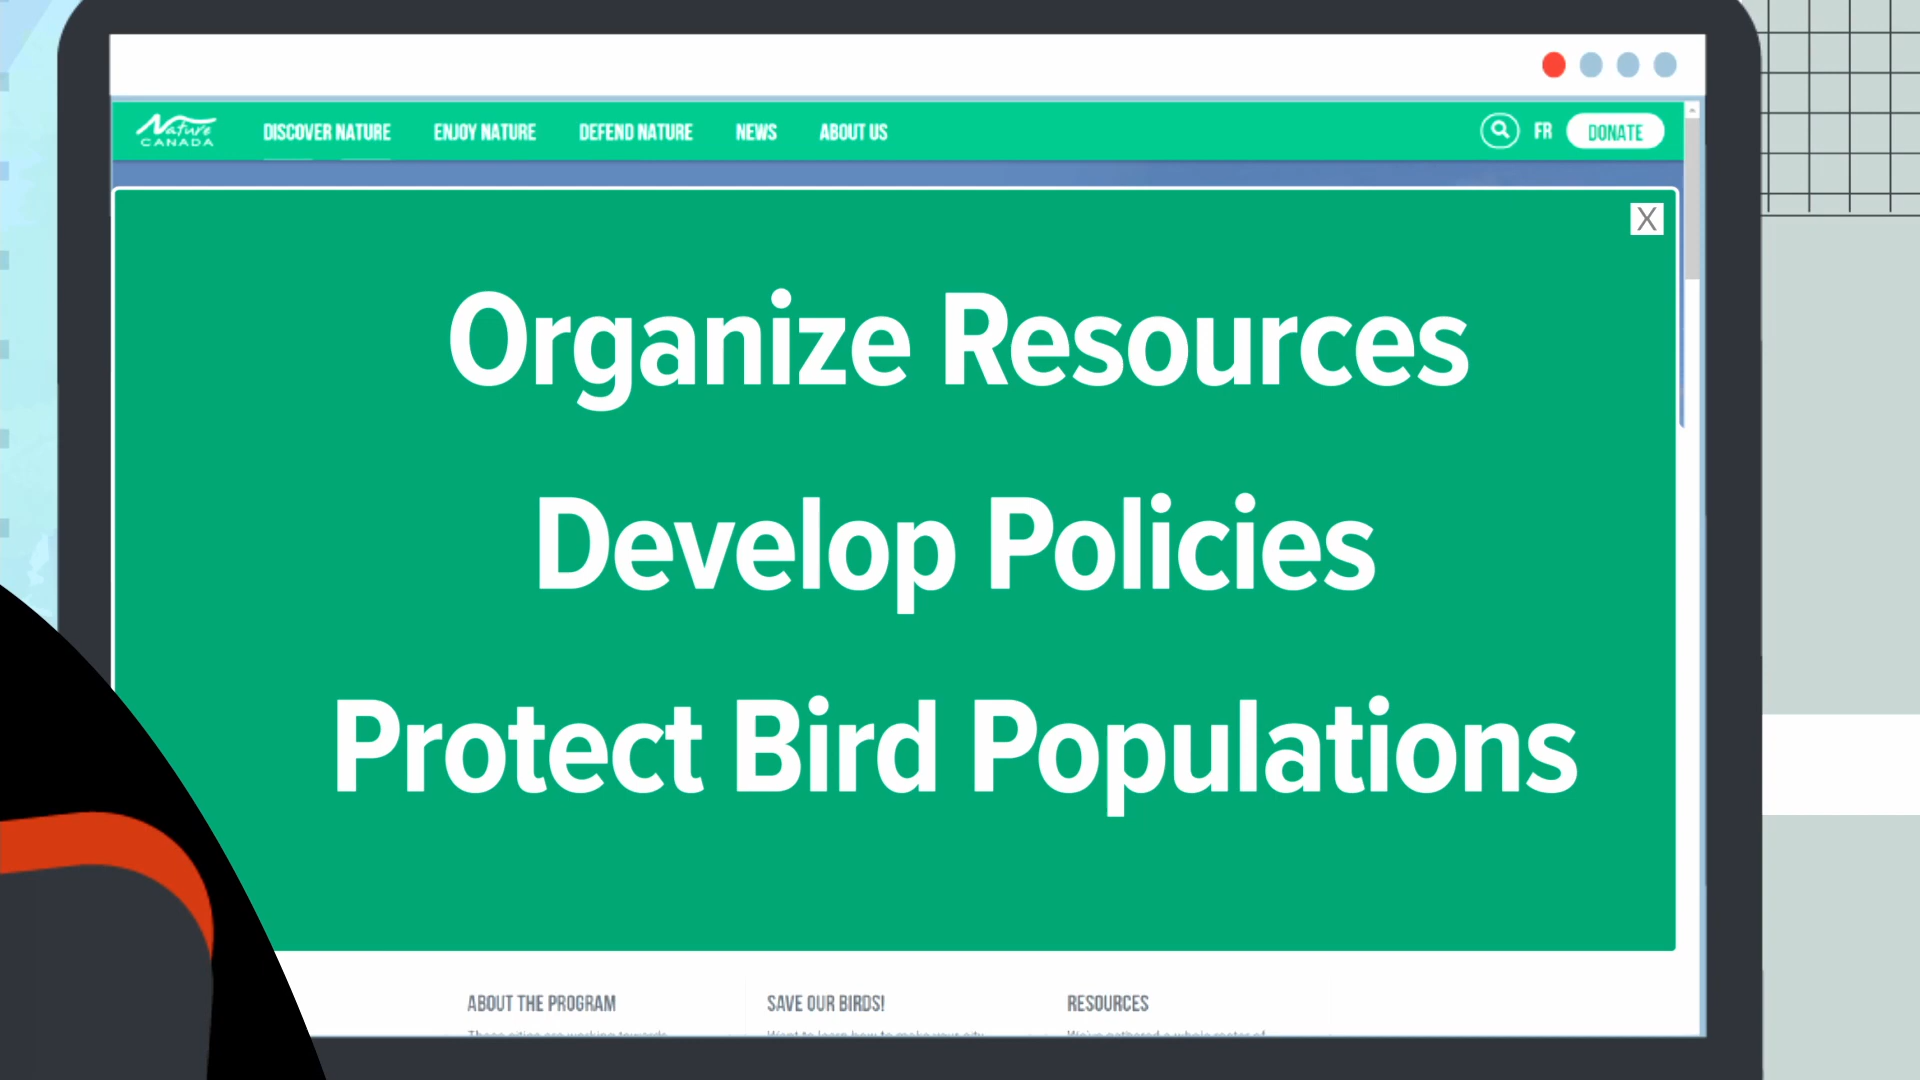 Nature CANADA
DISCOVER NATURE ENJOY NATURE DEFEND NATURE NEWS ABOUT US FR DONATE
X
Organize Resources
Develop Policies
Protect Bird Populations
ABOUT THE PROGRAM SAVE OUR BIRDS! RESOURCES